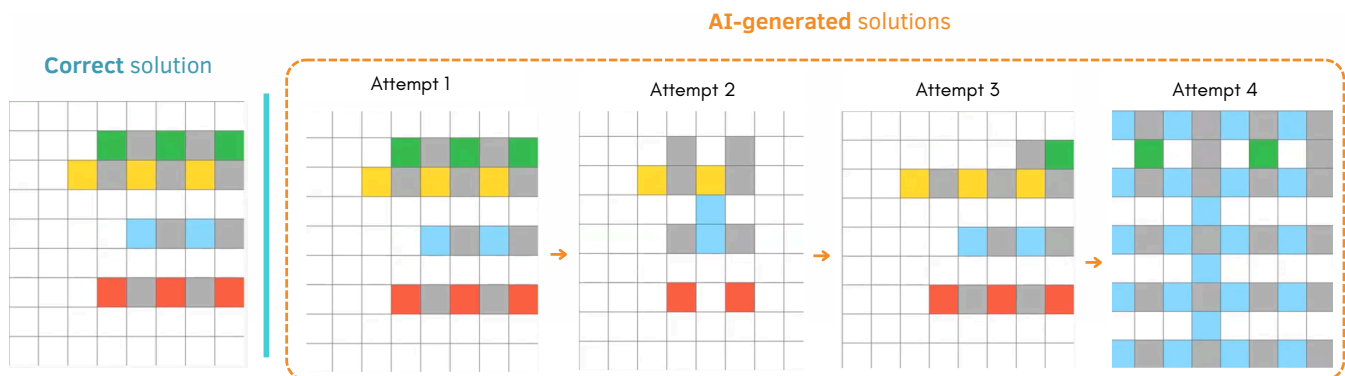 AI-generated solutions
Correct solution
Attempt 1
Attempt 2
Attempt 3
Attempt 4